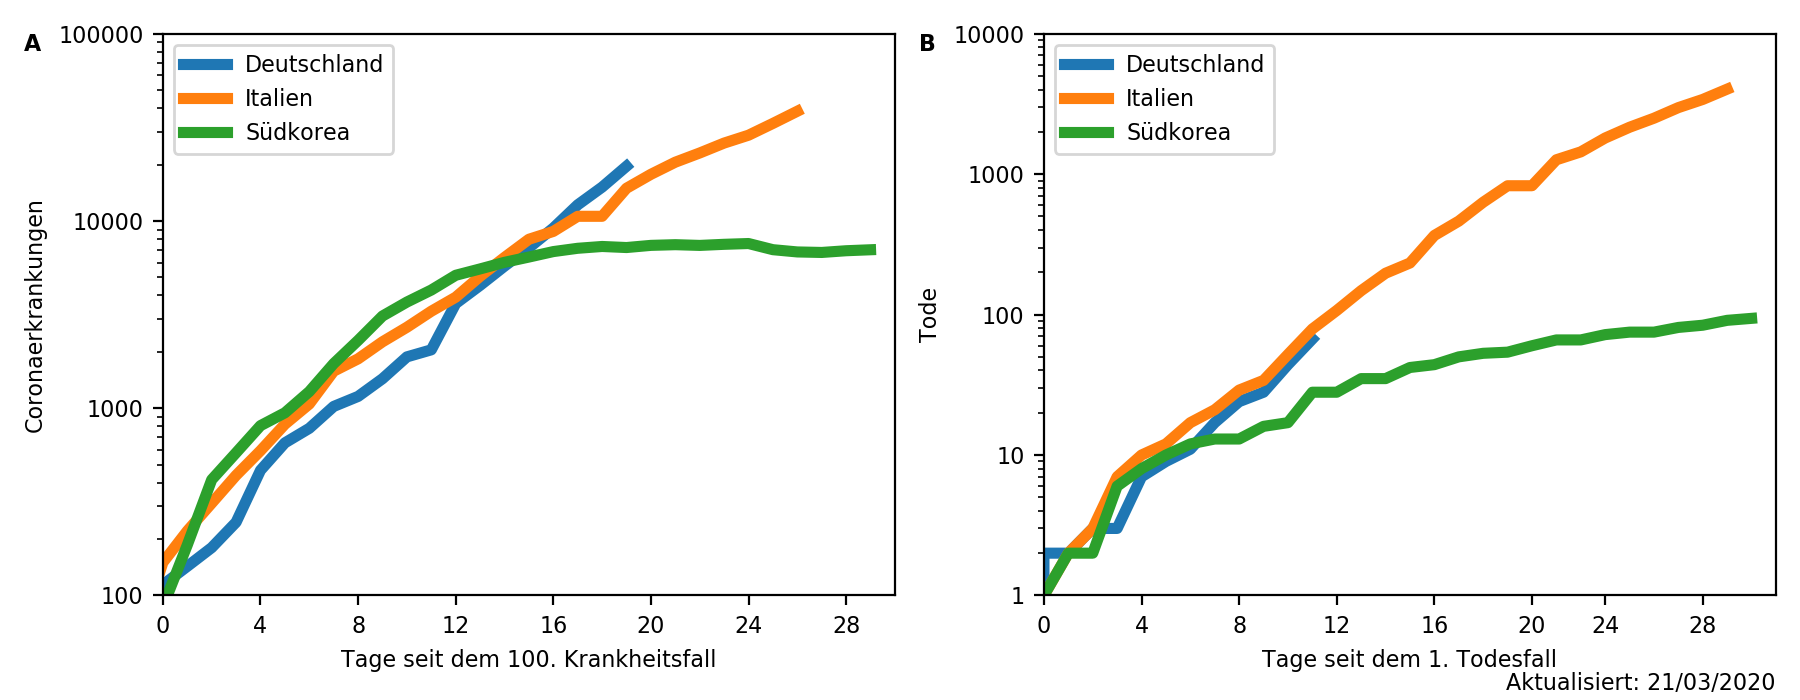 A
100000
10000
1000
100
Coronaerkrankungen
Deutschland
Italien
Südkorea
0 4 8 12 16 20 24 28
Tage seit dem 100. Krankheitsfall
B
10000
1000
100
10
1
Tode
Deutschland
Italien
Südkorea
0 4 8 12 16 20 24 28
Tage seit dem 1. Todesfall
Aktualisiert: 21/03/2020